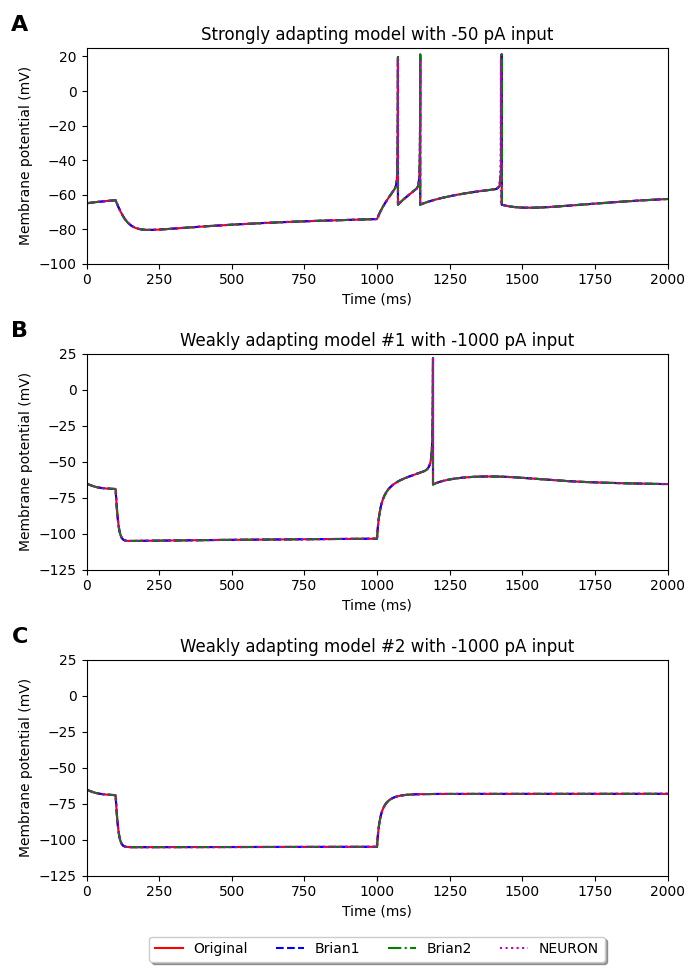 A
Strongly adapting model with -50 pA input
Membrane potential (mV)
20
0
−20
−40
−60
−80
−100
0 250 500 750 1000 1250 1500 1750 2000
Time (ms)
B
Weakly adapting model #1 with -1000 pA input
Membrane potential (mV)
25
0
−25
−50
−75
−100
−125
0 250 500 750 1000 1250 1500 1750 2000
Time (ms)
C
Weakly adapting model #2 with -1000 pA input
Membrane potential (mV)
25
0
−25
−50
−75
−100
−125
0 250 500 750 1000 1250 1500 1750 2000
Time (ms)
Original Brian1 Brian2 NEURON